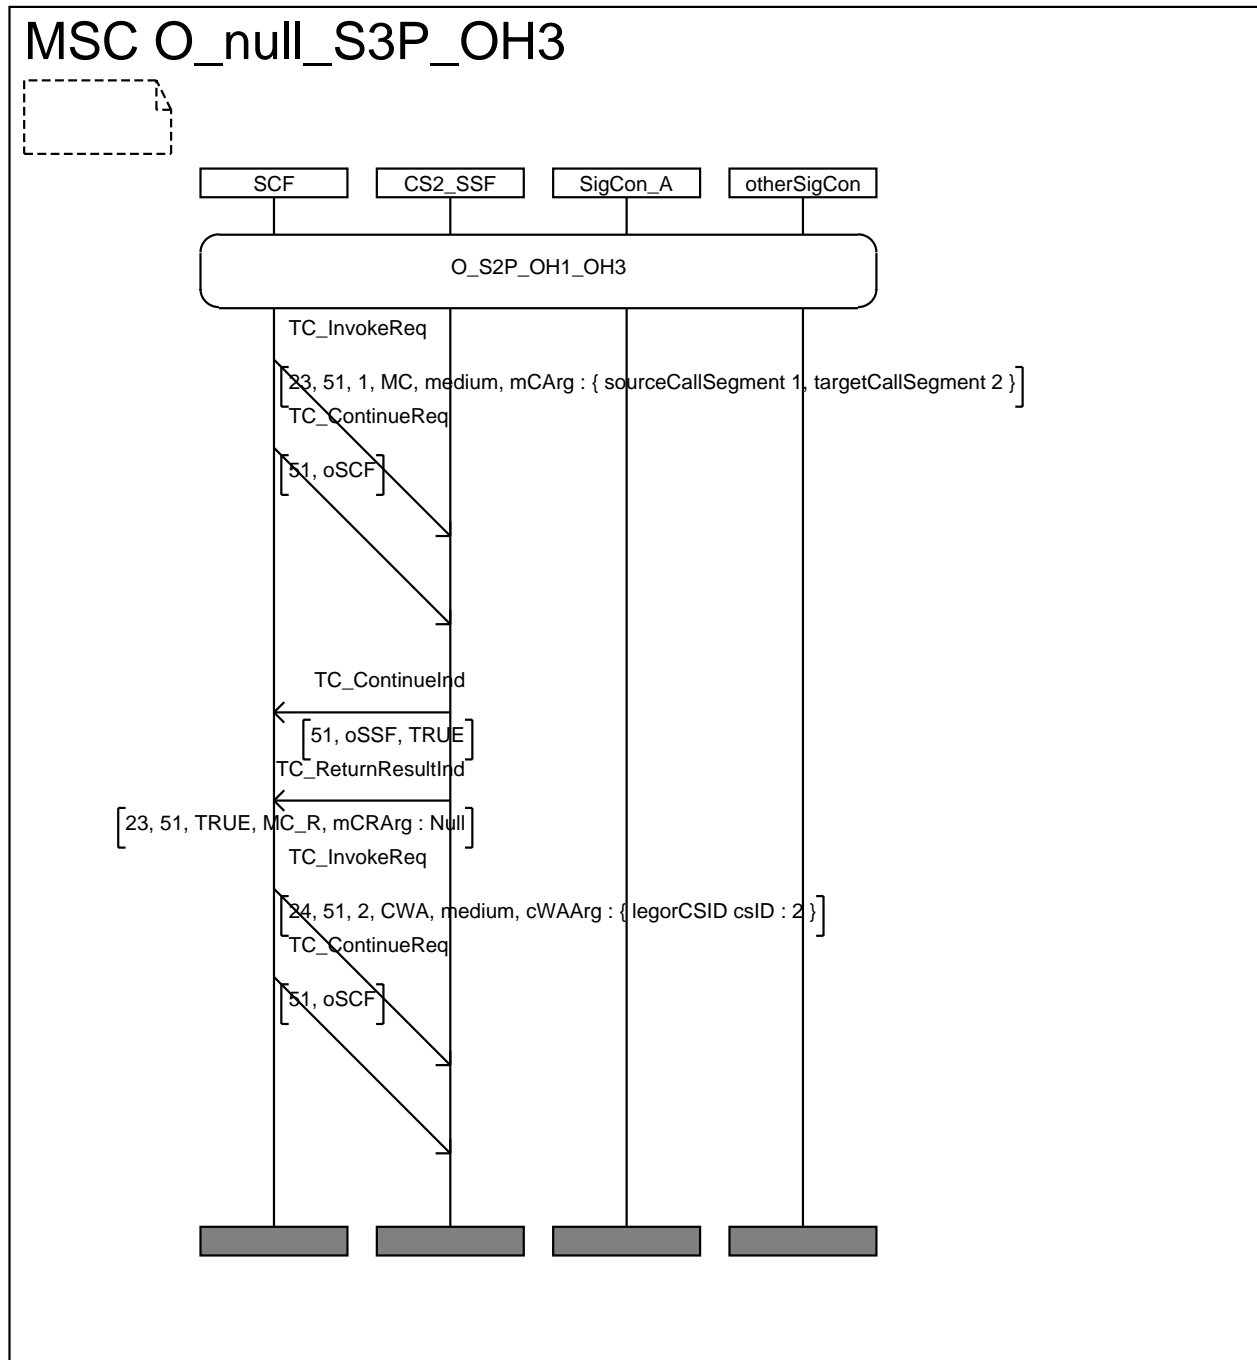 MSC O_null_S3P_OH3
SCF
CS2_SSF
SigCon_A
otherSigCon
O_S2P_OH1_OH3
TC_InvokeReq
23, 51, 1, MC, medium, mCArg : { sourceCallSegment 1, targetCallSegment 2 }
TC_ContinueReq
51, oSCF
TC_ContinueInd
51, oSSF, TRUE
TC_ReturnResultInd
23, 51, TRUE, MC_R, mCRArg : Null
TC_InvokeReq
24, 51, 2, CWA, medium, cWAArg : { legorCSID csID : 2 }
TC_ContinueReq
51, oSCF